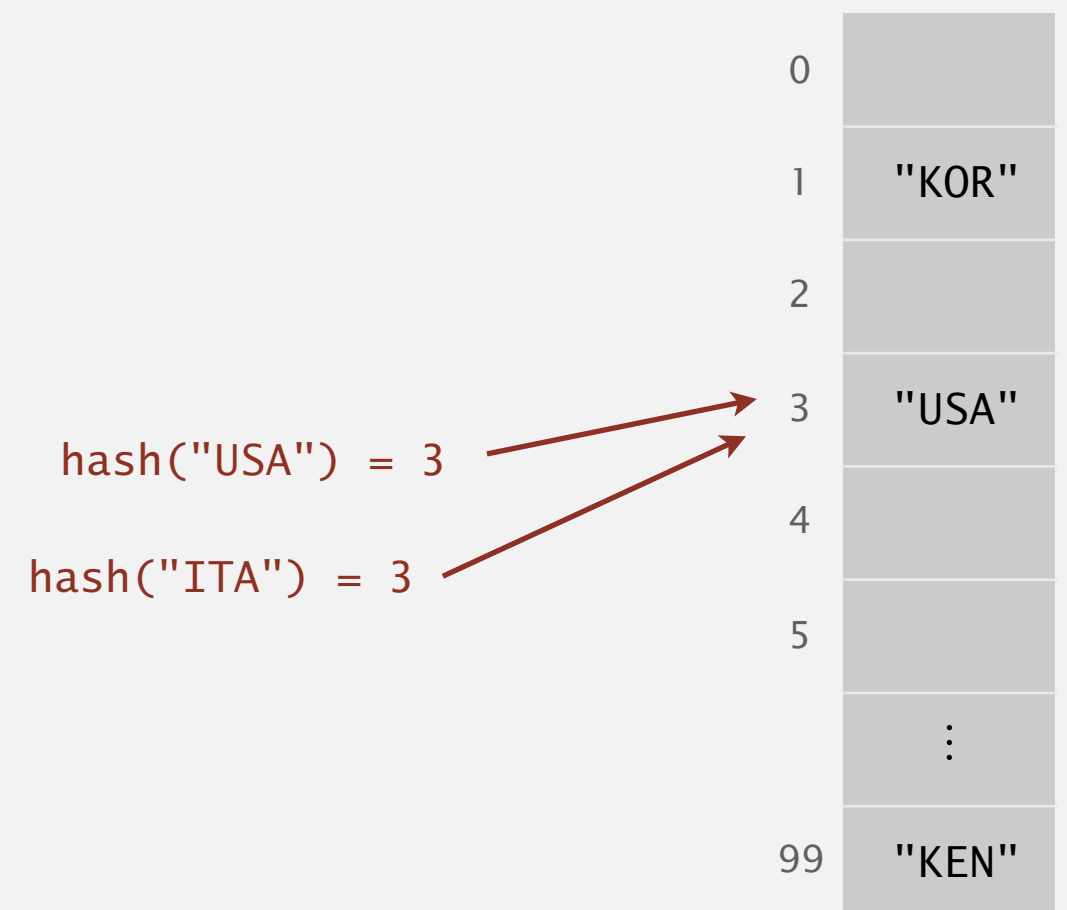 0
1 "KOR"
2
3 "USA"
hash("USA") = 3
4
hash("ITA") = 3
5
⋮
99 "KEN"